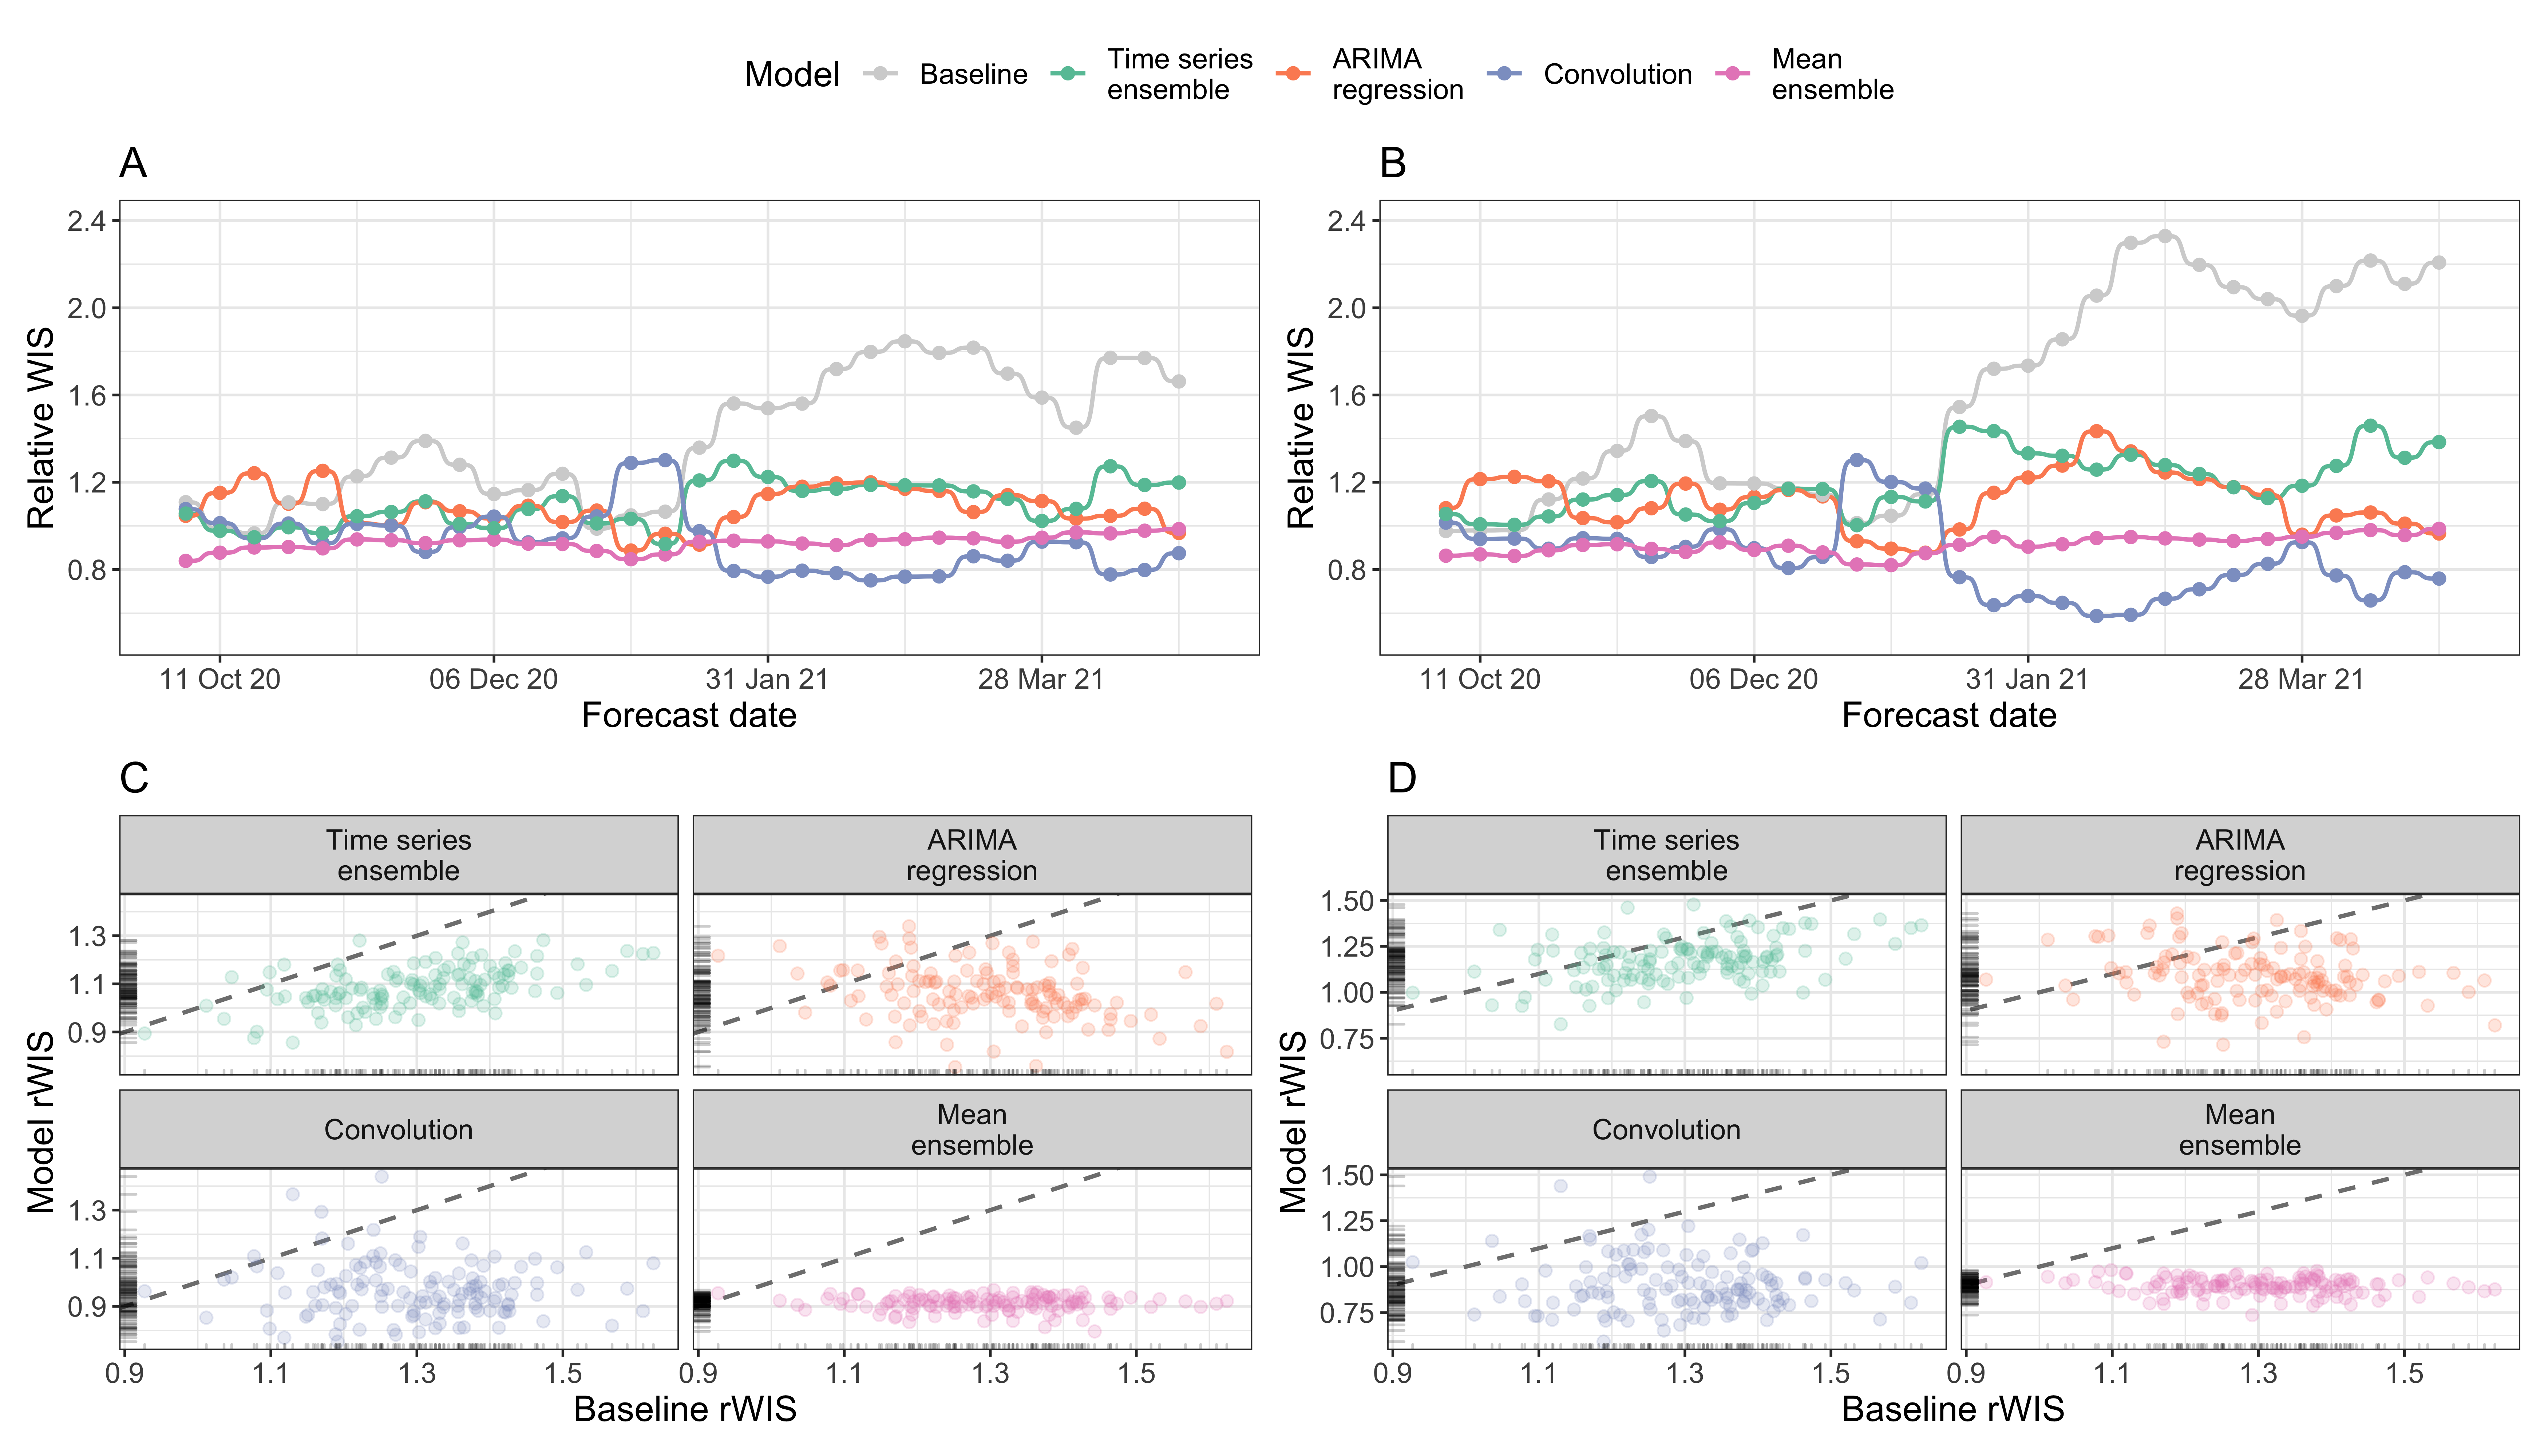 Model
Baseline
Time series
ensemble
ARIMA
regression
Convolution
Mean
ensemble
A
Relative WIS
2.4
2.0
1.6
1.2
0.8
11 Oct 20
06 Dec 20
31 Jan 21
28 Mar 21
Forecast date
B
Relative WIS
2.4
2.0
1.6
1.2
0.8
11 Oct 20
06 Dec 20
31 Jan 21
28 Mar 21
Forecast date
C
Model rWIS
Time series
ensemble
ARIMA
regression
1.3
1.1
0.9
Convolution
Mean
ensemble
1.3
1.1
0.9
0.9
1.1
1.3
1.5
0.9
1.1
1.3
1.5
Baseline rWIS
D
Model rWIS
Time series
ensemble
ARIMA
regression
1.50
1.25
1.00
0.75
Convolution
Mean
ensemble
1.50
1.25
1.00
0.75
0.9
1.1
1.3
1.5
0.9
1.1
1.3
1.5
Baseline rWIS